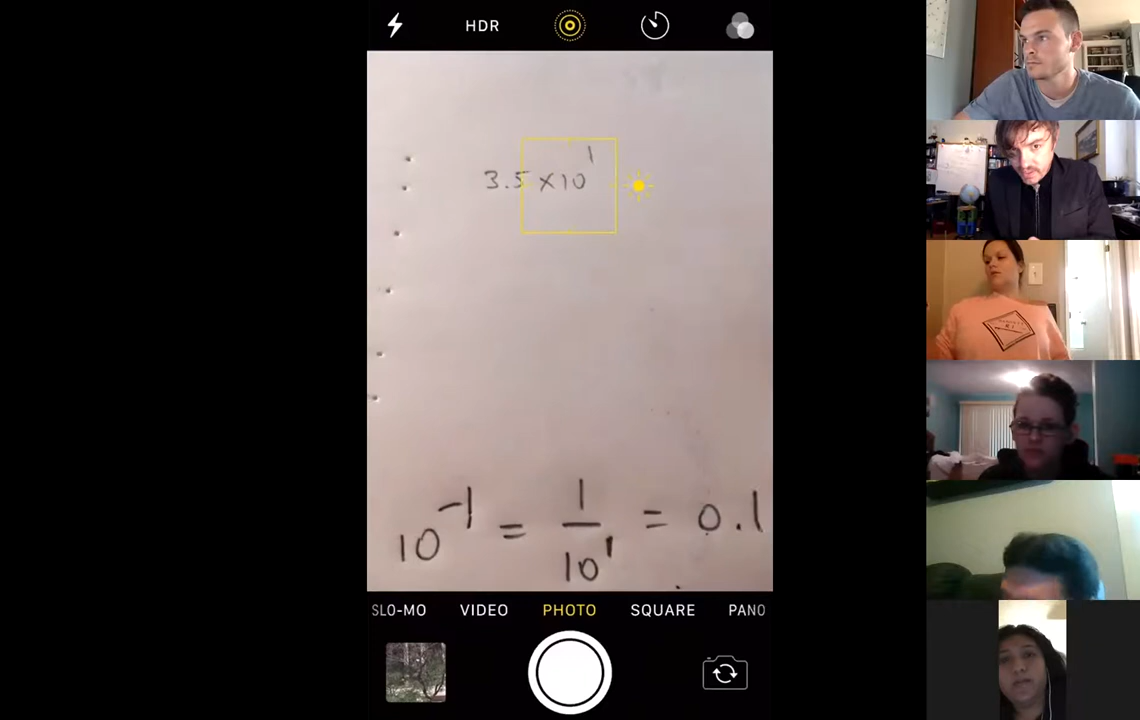 HDR
3.5 × 10¹
10⁻¹ = 1/10¹ = 0.1
SLO-MO VIDEO PHOTO SQUARE PANO